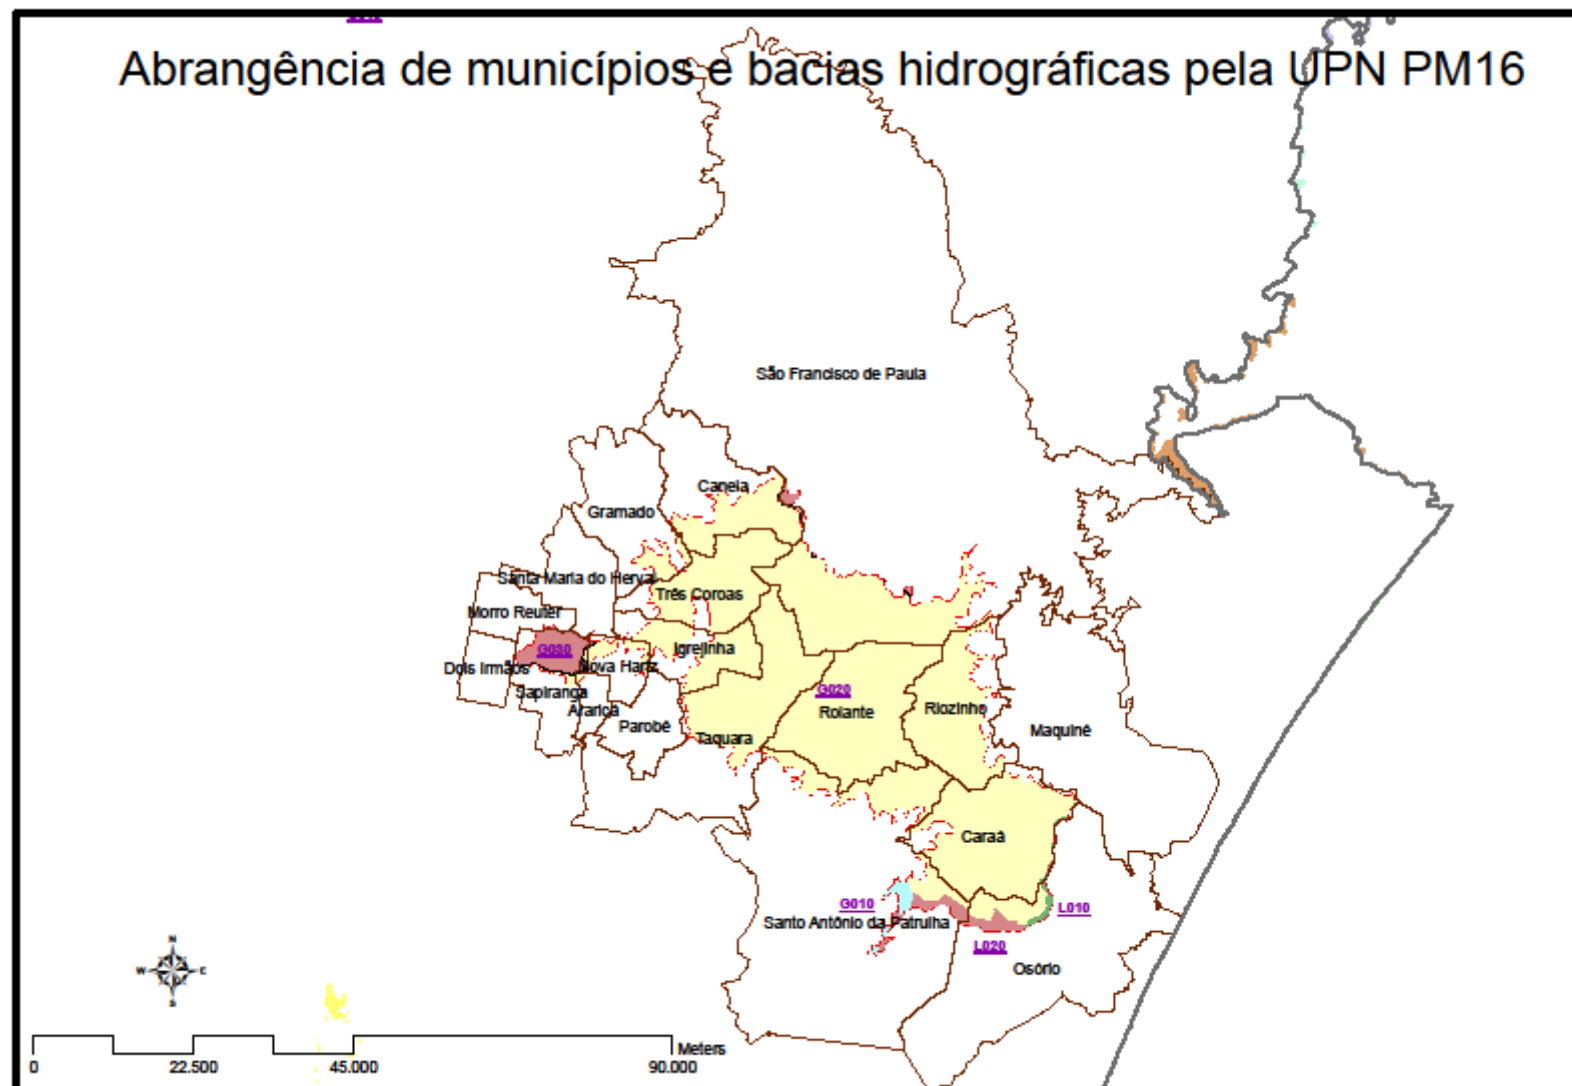 Abrangência de municípios e bacias hidrográficas pela UPN PM16
São Francisco de Paula
Canela
Gramado
Santa Maria do Herval
Três Coroas
Morro Reuter
Igrejinha
G030
Dois Irmãos
Nova Hartz
Sapiranga
G020
Araricá
Rolante
Riozinho
Parobé
Maquiné
Taquara
Caraá
G010
L010
Santo Antônio da Patrulha
L020
Osório
N
W
E
S
Meters
0
22.500
45.000
90.000